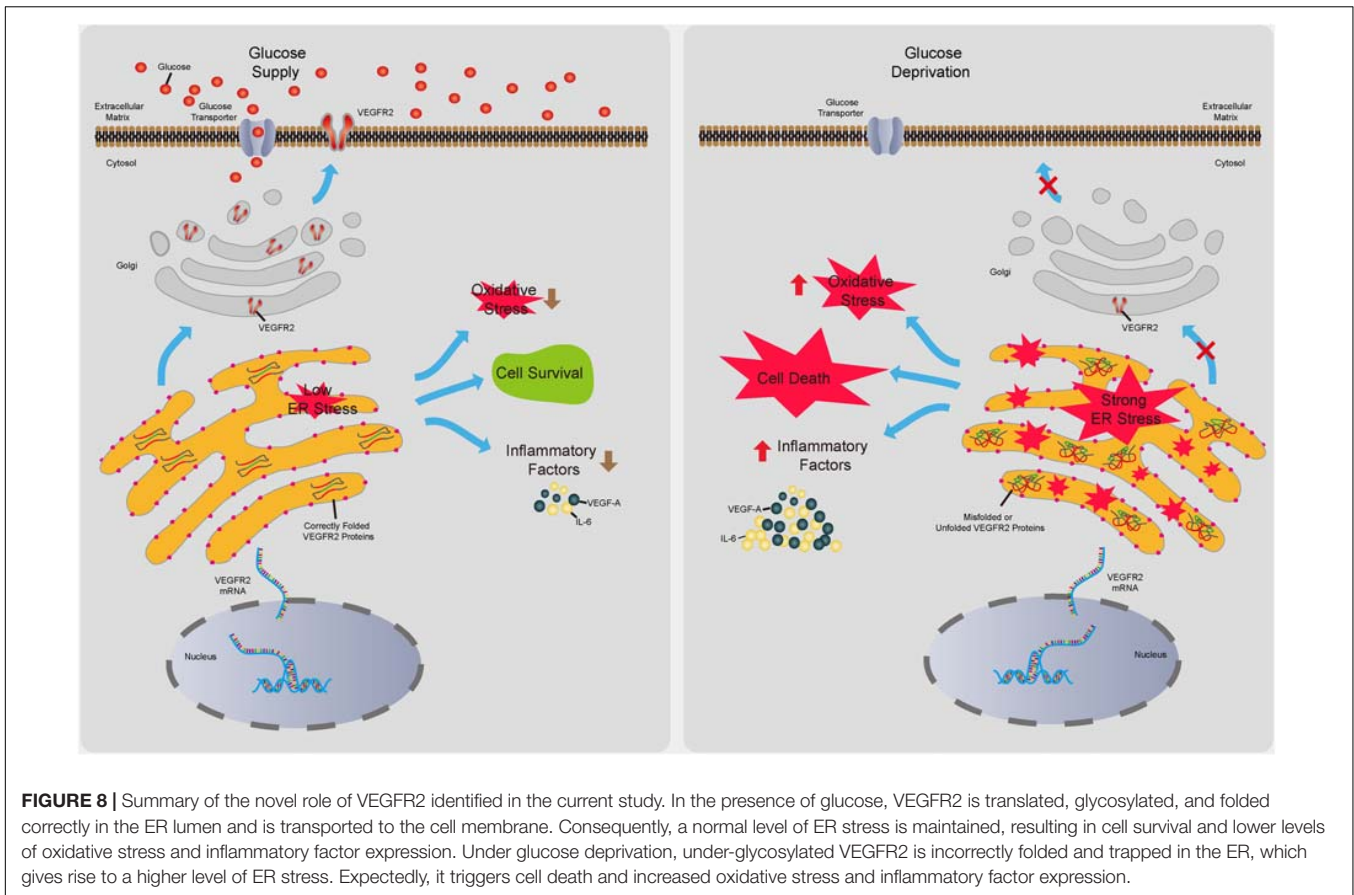 Glucose
Supply
Glucose
Extracellular
Matrix
Glucose
Transporter
VEGFR2
Cytosol
Golgi
VEGFR2
Oxidative
Stress
Low
ER Stress
Cell Survival
Inflammatory
Factors
VEGF-A
IL-6
Correctly Folded
VEGFR2 Proteins
VEGFR2
mRNA
Nucleus
Glucose
Deprivation
Glucose
Transporter
Extracellular
Matrix
Cytosol
Golgi
VEGFR2
Oxidative
Stress
Cell Death
Strong
ER Stress
Inflammatory
Factors
VEGF-A
IL-6
Misfolded or
Unfolded VEGFR2 Proteins
VEGFR2
mRNA
Nucleus
FIGURE 8 | Summary of the novel role of VEGFR2 identified in the current study. In the presence of glucose, VEGFR2 is translated, glycosylated, and folded
correctly in the ER lumen and is transported to the cell membrane. Consequently, a normal level of ER stress is maintained, resulting in cell survival and lower levels
of oxidative stress and inflammatory factor expression. Under glucose deprivation, under-glycosylated VEGFR2 is incorrectly folded and trapped in the ER, which
gives rise to a higher level of ER stress. Expectedly, it triggers cell death and increased oxidative stress and inflammatory factor expression.